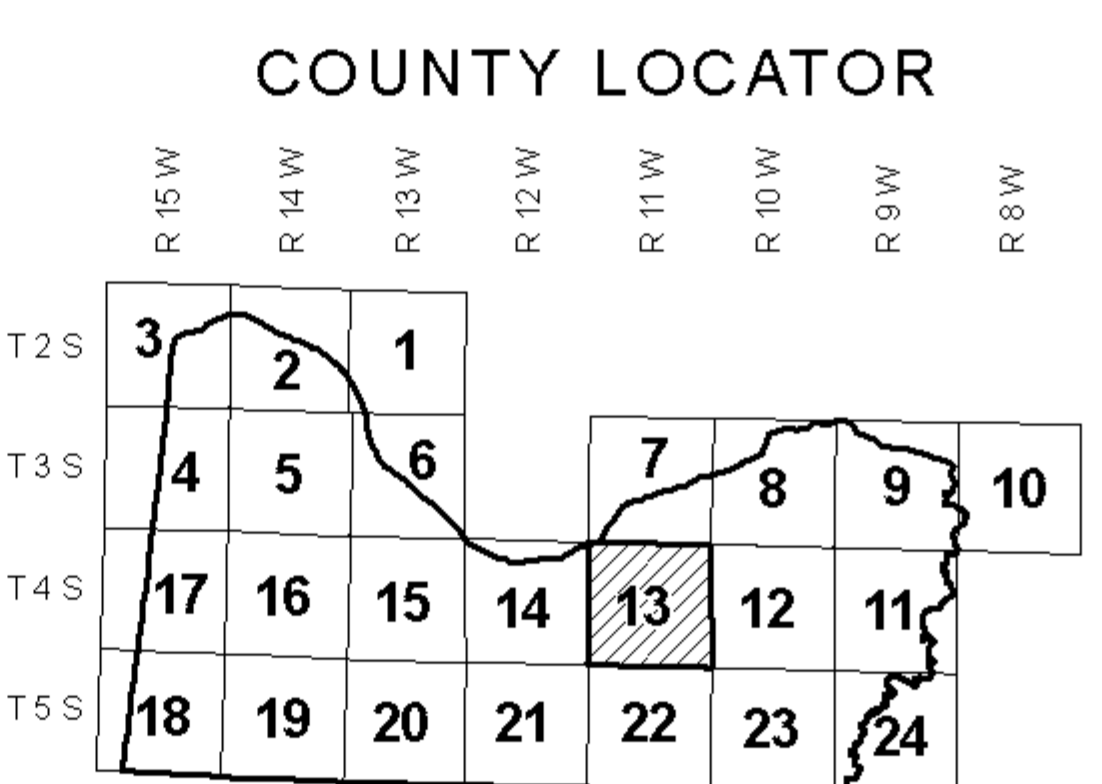 COUNTY LOCATOR
R 15 W R 14 W R 13 W R 12 W R 11 W R 10 W R 9 W R 8 W
T 2 S 3 2 1
T 3 S 4 5 6 7 8 9 10
T 4 S 17 16 15 14 13 12 11
T 5 S 18 19 20 21 22 23 24